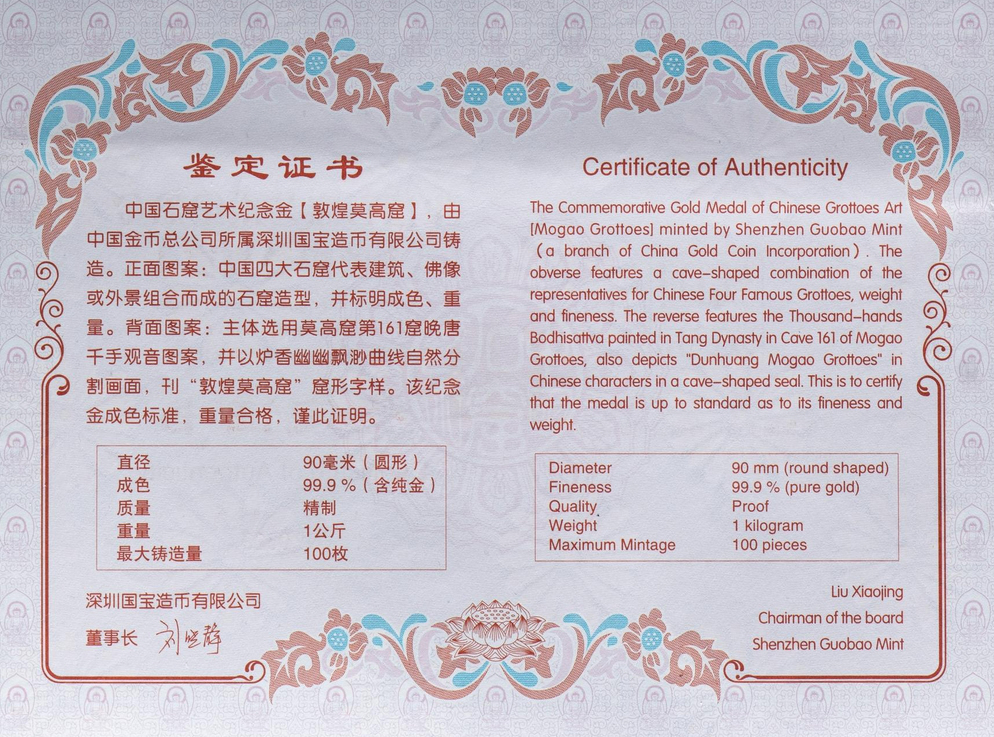 鉴定证书
中国石窟艺术纪念金【敦煌莫高窟】，由
中国金币总公司所属深圳国宝造币有限公司铸
造。正面图案：中国四大石窟代表建筑、佛像
或外景组合而成的石窟造型，并标明成色、重
量。背面图案：主体选用莫高窟第161窟晚唐
千手观音图案，并以炉香幽幽飘渺曲线自然分
割画面，刊“敦煌莫高窟”窟形字样。该纪念
金成色标准，重量合格，谨此证明。
直径 90毫米（圆形）
成色 99.9％（含纯金）
质量 精制
重量 1公斤
最大铸造量 100枚
深圳国宝造币有限公司
董事长 刘晓静
Certificate of Authenticity
The Commemorative Gold Medal of Chinese Grottoes Art
[Mogao Grottoes] minted by Shenzhen Guobao Mint
（a branch of China Gold Coin Incorporation）. The
obverse features a cave–shaped combination of the
representatives for Chinese Four Famous Grottoes, weight
and fineness. The reverse features the Thousand–hands
Bodhisattva painted in Tang Dynasty in Cave 161 of Mogao
Grottoes, also depicts "Dunhuang Mogao Grottoes" in
Chinese characters in a cave–shaped seal. This is to certify
that the medal is up to standard as to its fineness and
weight.
Diameter 90 mm (round shaped)
Fineness 99.9 % (pure gold)
Quality Proof
Weight 1 kilogram
Maximum Mintage 100 pieces
Liu Xiaojing
Chairman of the board
Shenzhen Guobao Mint